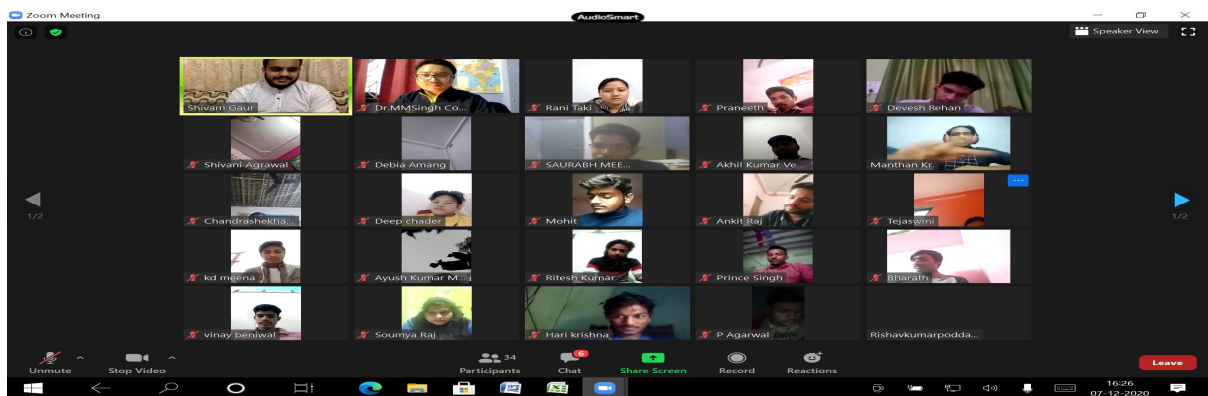 Zoom Meeting
AudioSmart
Speaker View
Shivam Gaur
Dr.MMSingh Co...
Rani Taki
Praneeth
Devesh Rehan
Shivani Agrawal
Debia Amang
SAURABH MEE...
Akhil Kumar Ve...
Manthan Kr.
Chandrashekha...
Deep chader
Mohit
Ankit Raj
Tejaswini
1/2
1/2
kd meena
Ayush Kumar M...
Ritesh Kumar
Prince Singh
Bharath
vinay beniwal
Soumya Raj
Hari krishna
P Agarwal
Rishavkumarpodda...
Unmute
Stop Video
Participants 34
Chat 6
Share Screen
Record
Reactions
Leave
16:26
07-12-2020